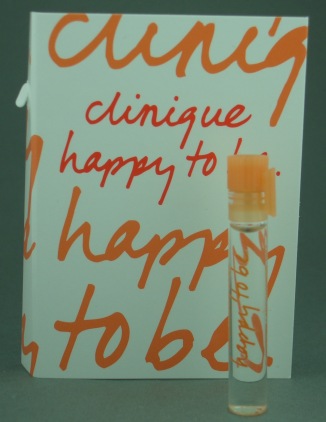 cliniq
clinique
happy to be.
happy
to be.
happy to be